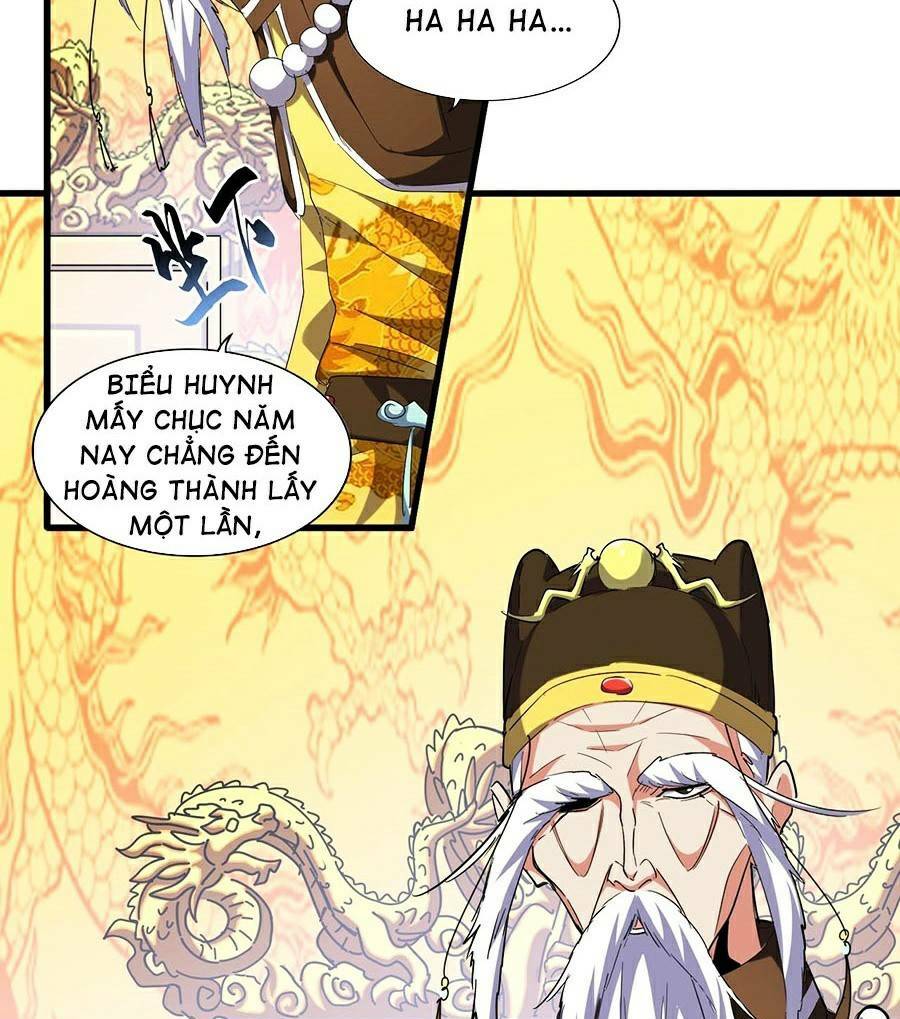 HA HA HA...
BIỂU HUYNH
MẤY CHỤC NĂM
NAY CHẲNG ĐẾN
HOÀNG THÀNH LẤY
MỘT LẦN,